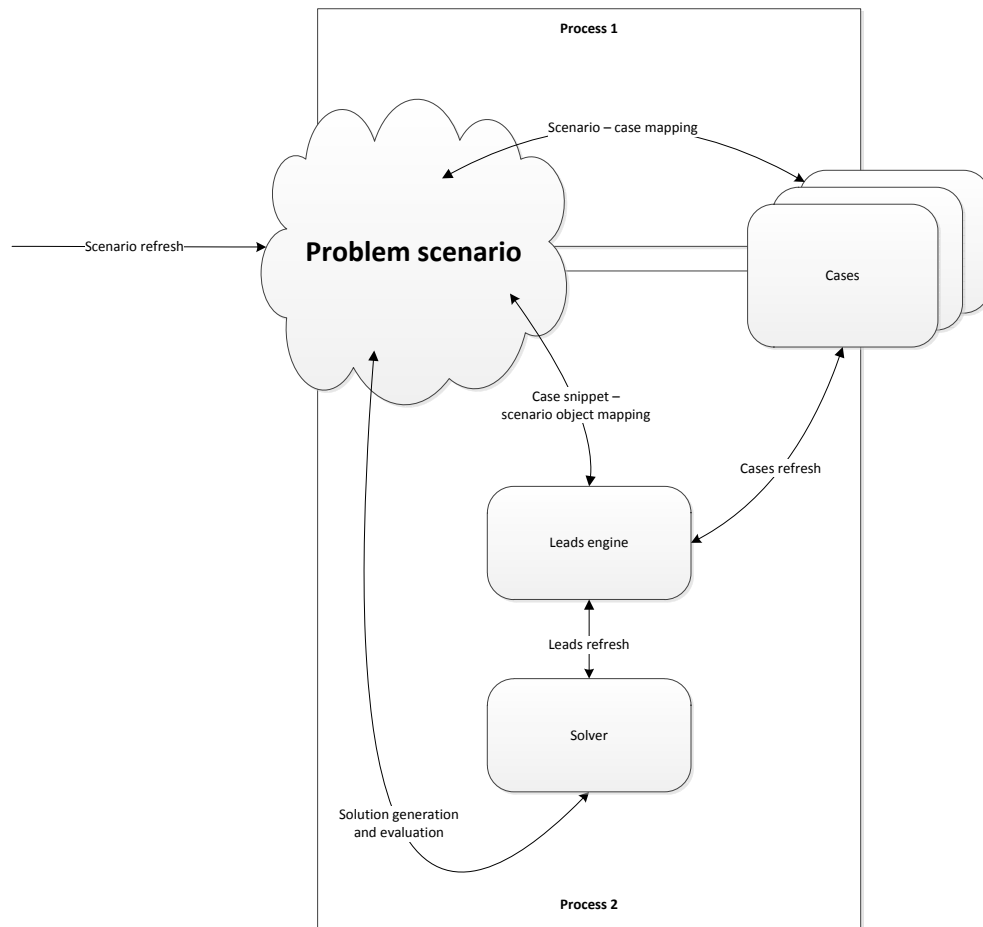 Process 1
Scenario – case mapping
Scenario refresh
Problem scenario
Cases
Case snippet –
scenario object mapping
Cases refresh
Leads engine
Leads refresh
Solver
Solution generation
and evaluation
Process 2